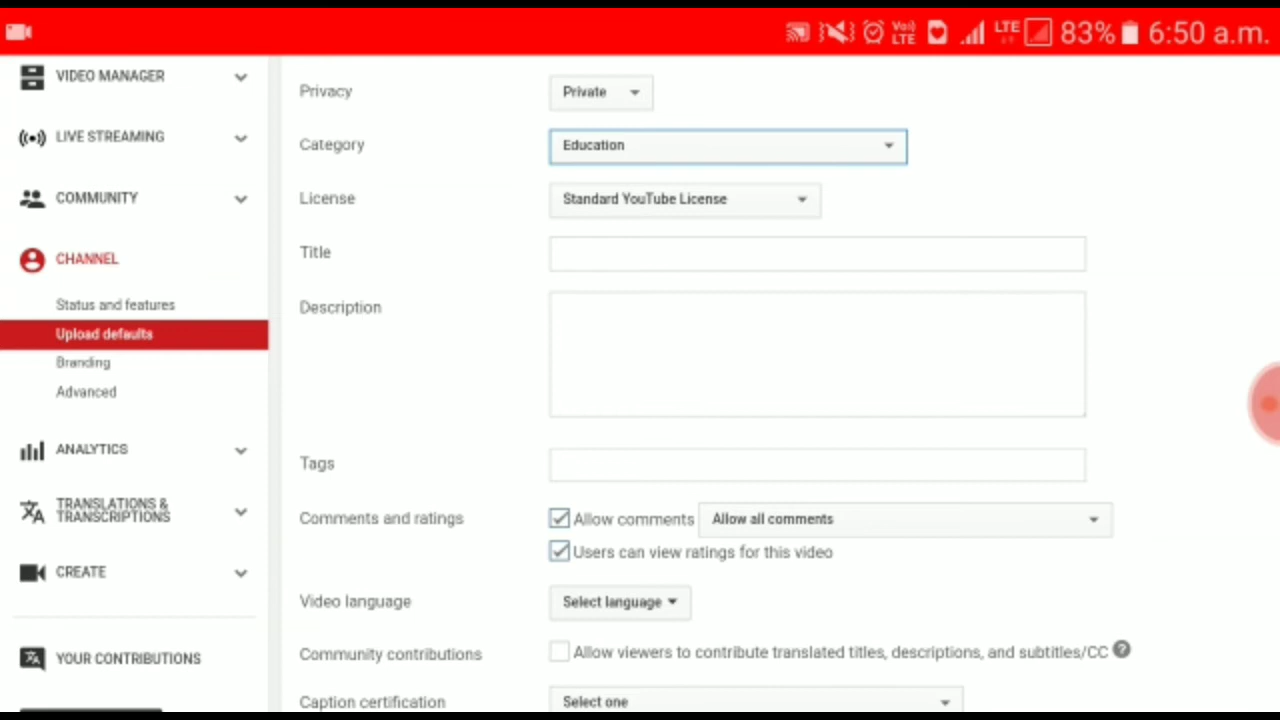 Vo)) LTE LTE 83% 6:50 a.m.
VIDEO MANAGER
LIVE STREAMING
COMMUNITY
CHANNEL
Status and features
Upload defaults
Branding
Advanced
ANALYTICS
TRANSLATIONS &
TRANSCRIPTIONS
CREATE
YOUR CONTRIBUTIONS
Privacy Private
Category Education
License Standard YouTube License
Title
Description
Tags
Comments and ratings Allow comments Allow all comments
Users can view ratings for this video
Video language Select language
Community contributions Allow viewers to contribute translated titles, descriptions, and subtitles/CC ?
Caption certification Select one